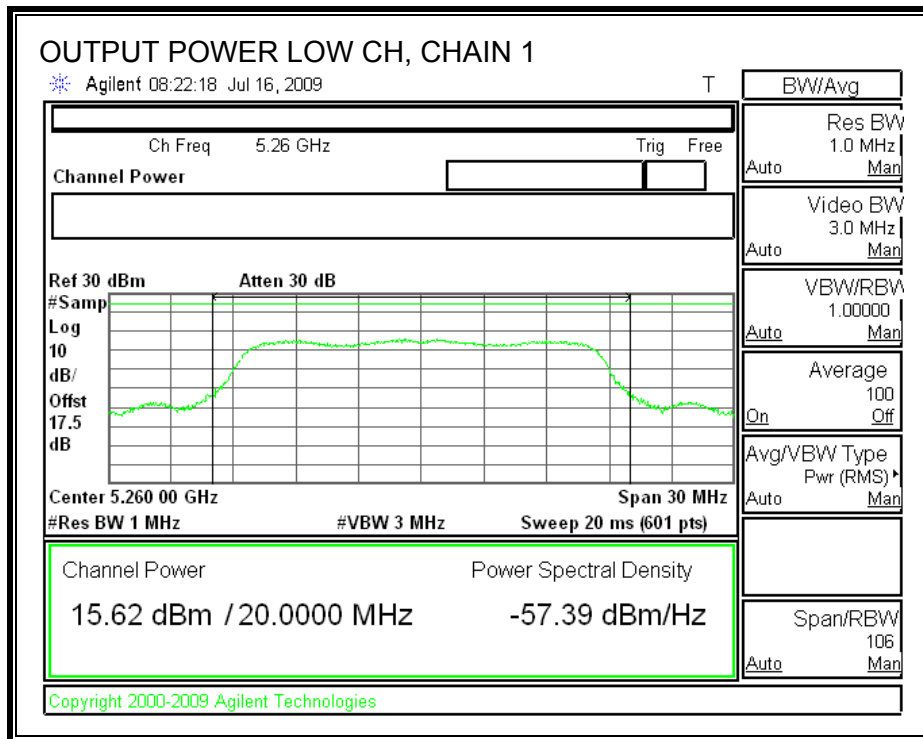 OUTPUT POWER LOW CH, CHAIN 1
Agilent 08:22:18 Jul 16, 2009 T
Ch Freq 5.26 GHz Trig Free
Channel Power
Ref 30 dBm Atten 30 dB
#Samp
Log
10
dB/
Offst
17.5
dB
Center 5.260 00 GHz Span 30 MHz
#Res BW 1 MHz #VBW 3 MHz Sweep 20 ms (601 pts)
Channel Power Power Spectral Density
15.62 dBm / 20.0000 MHz -57.39 dBm/Hz
Copyright 2000-2009 Agilent Technologies
BW/Avg
Res BW
1.0 MHz
Auto Man
Video BW
3.0 MHz
Auto Man
VBW/RBW
1.00000
Auto Man
Average
100
On Off
Avg/VBW Type
Pwr (RMS)
Auto Man
Span/RBW
106
Auto Man